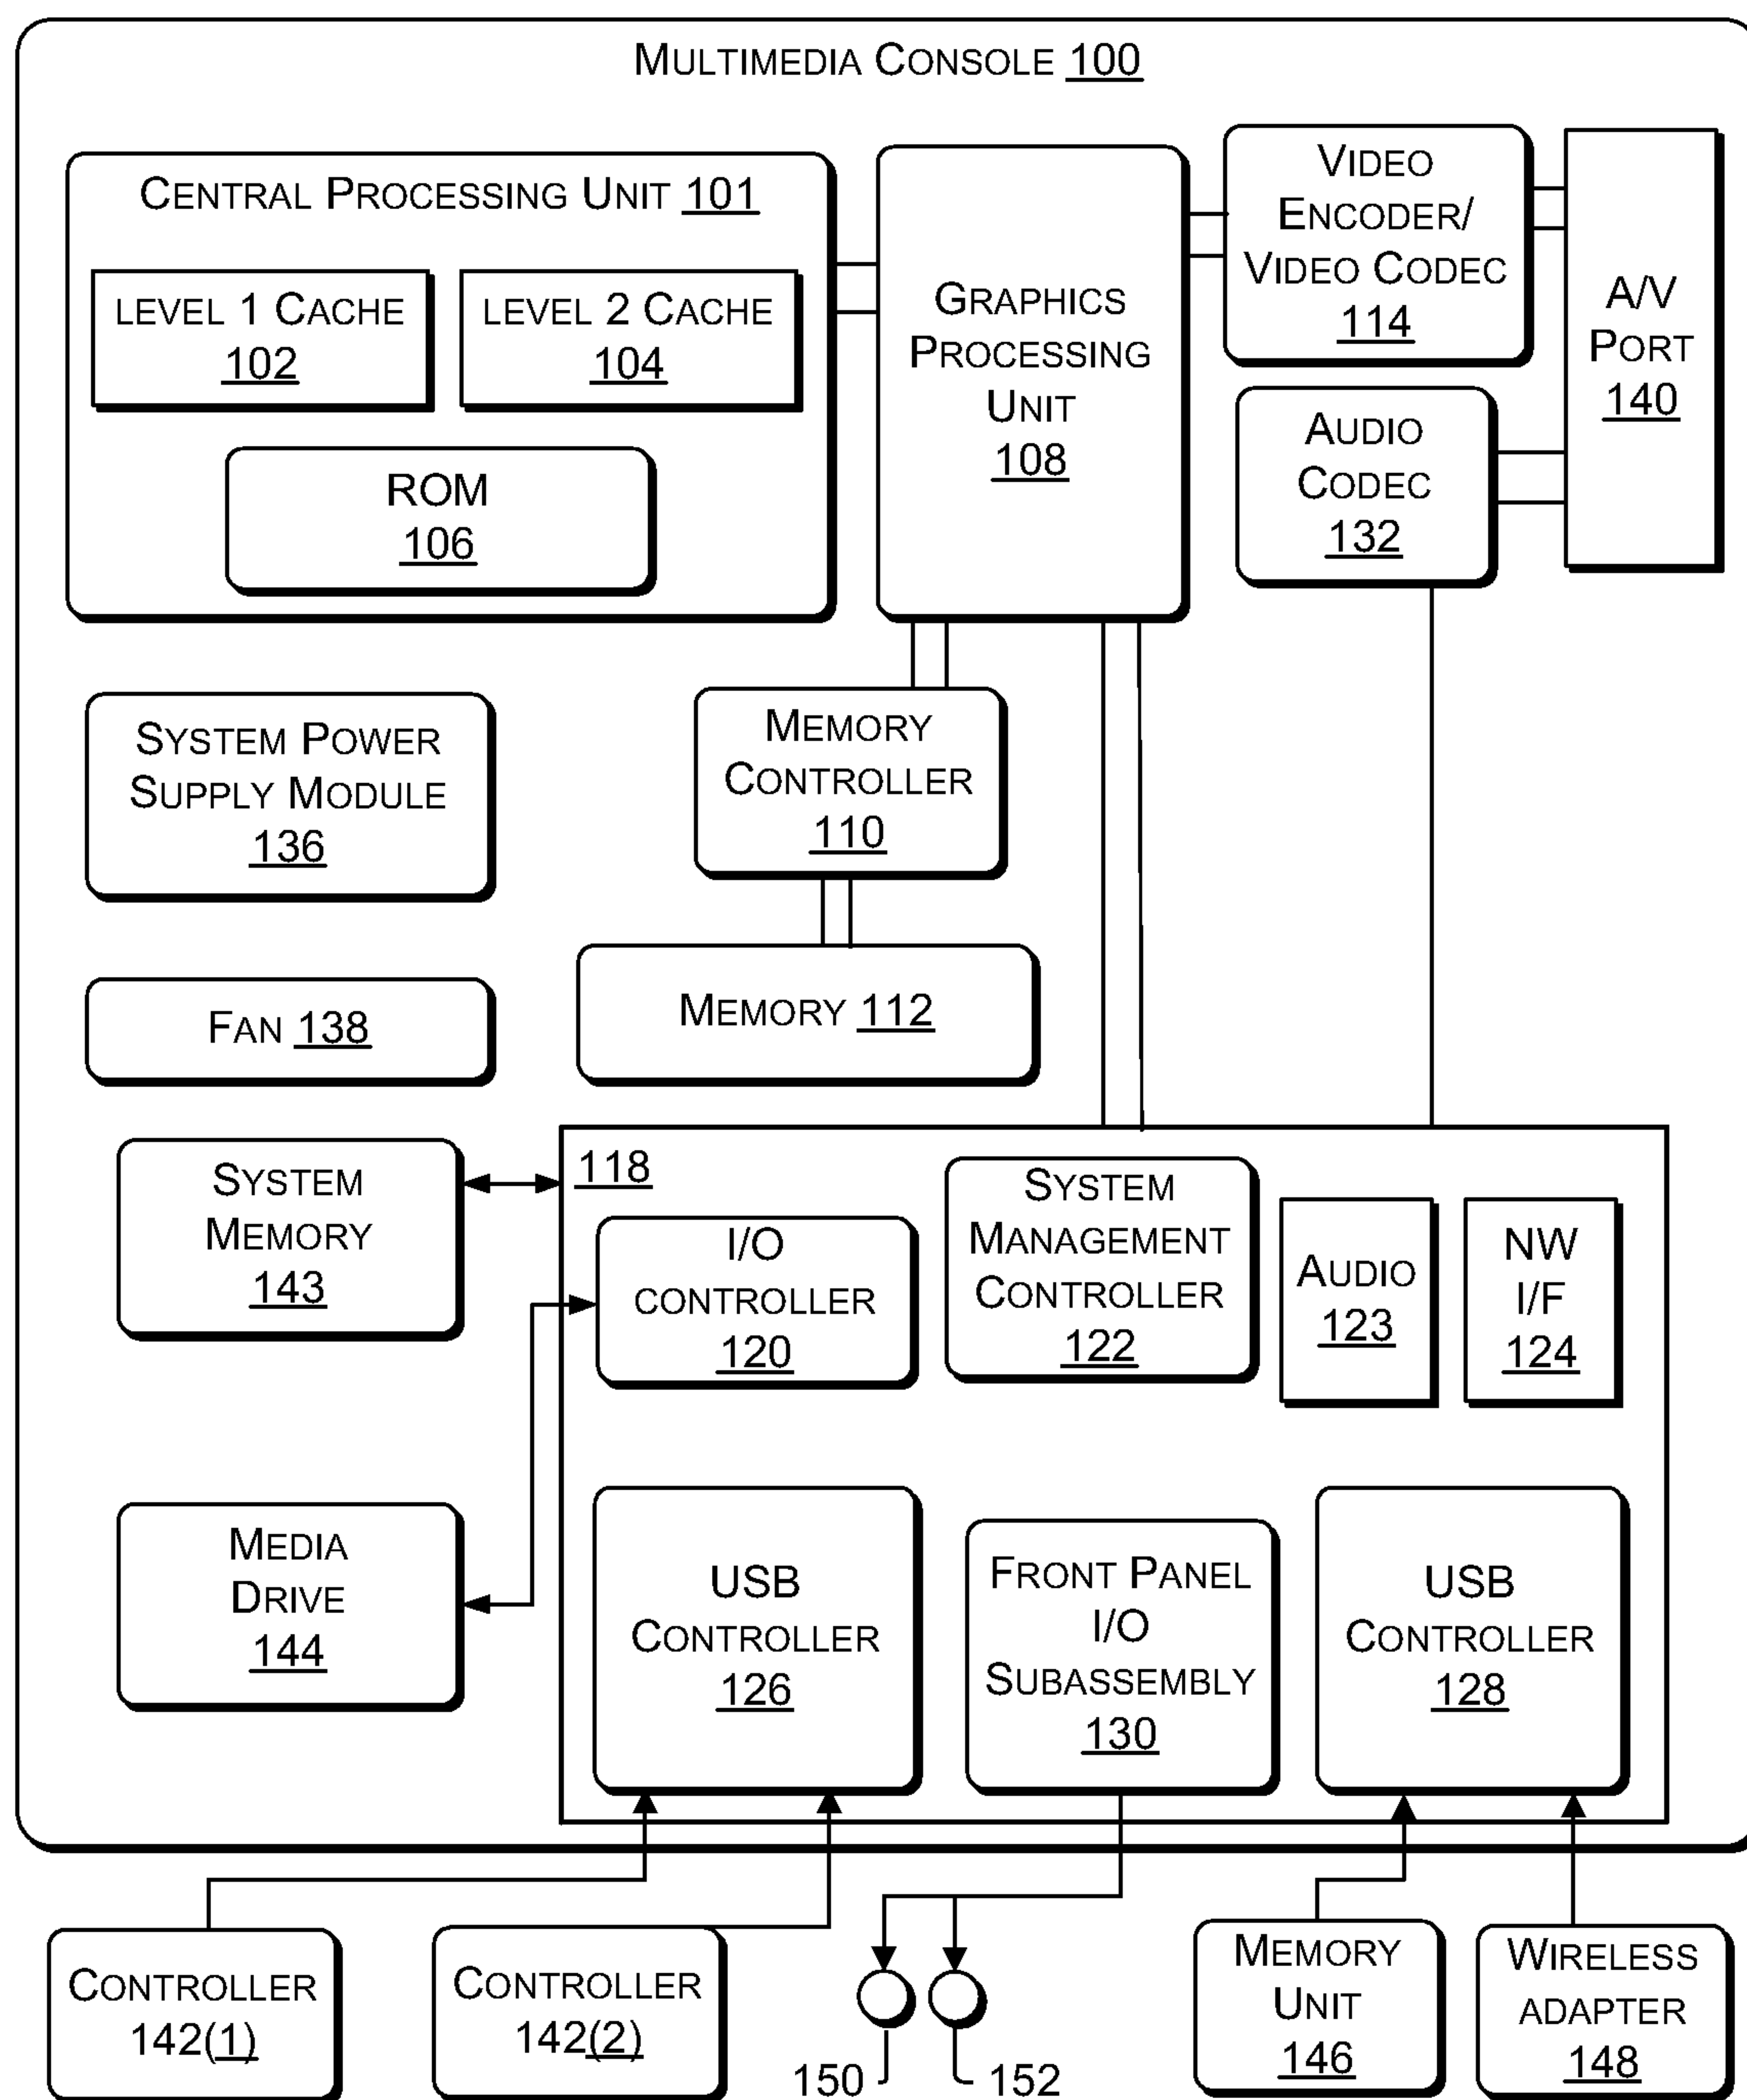 MULTIMEDIA CONSOLE 100
CENTRAL PROCESSING UNIT 101
LEVEL 1 CACHE
102
LEVEL 2 CACHE
104
ROM
106
GRAPHICS
PROCESSING
UNIT
108
VIDEO
ENCODER/
VIDEO CODEC
114
AUDIO
CODEC
132
A/V
PORT
140
SYSTEM POWER
SUPPLY MODULE
136
MEMORY
CONTROLLER
110
FAN 138
MEMORY 112
SYSTEM
MEMORY
143
118
I/O
CONTROLLER
120
SYSTEM
MANAGEMENT
CONTROLLER
122
AUDIO
123
NW
I/F
124
MEDIA
DRIVE
144
USB
CONTROLLER
126
FRONT PANEL
I/O
SUBASSEMBLY
130
USB
CONTROLLER
128
CONTROLLER
142(1)
CONTROLLER
142(2)
150
152
MEMORY
UNIT
146
WIRELESS
ADAPTER
148